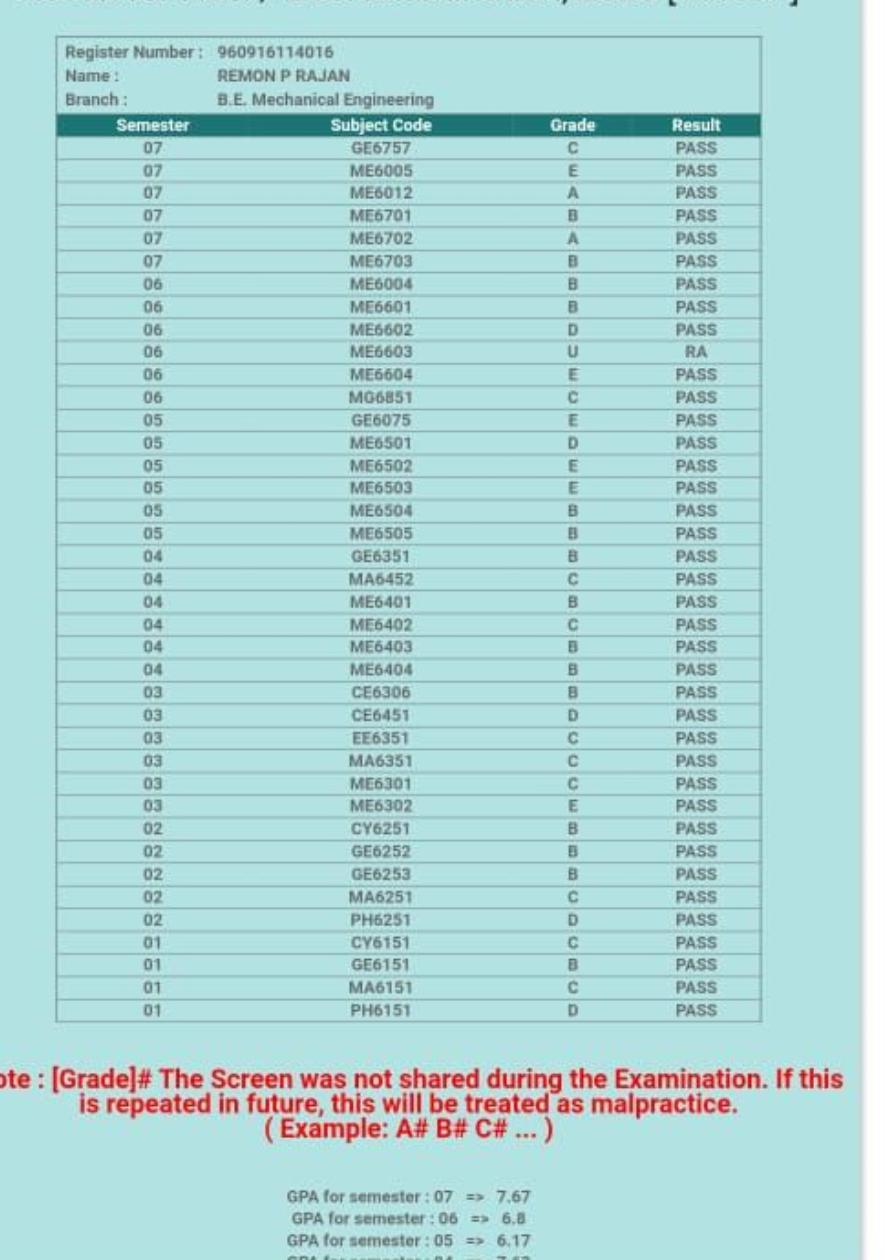 Register Number : 960916114016
Name : REMON P RAJAN
Branch : B.E. Mechanical Engineering
Semester Subject Code Grade Result
07 GE6757 C PASS
07 ME6005 E PASS
07 ME6012 A PASS
07 ME6701 B PASS
07 ME6702 A PASS
07 ME6703 B PASS
06 ME6004 B PASS
06 ME6601 B PASS
06 ME6602 D PASS
06 ME6603 U RA
06 ME6604 E PASS
06 MG6851 C PASS
05 GE6075 E PASS
05 ME6501 D PASS
05 ME6502 E PASS
05 ME6503 E PASS
05 ME6504 B PASS
05 ME6505 B PASS
04 GE6351 B PASS
04 MA6452 C PASS
04 ME6401 B PASS
04 ME6402 C PASS
04 ME6403 B PASS
04 ME6404 B PASS
03 CE6306 B PASS
03 CE6451 D PASS
03 EE6351 C PASS
03 MA6351 C PASS
03 ME6301 C PASS
03 ME6302 E PASS
02 CY6251 B PASS
02 GE6252 B PASS
02 GE6253 B PASS
02 MA6251 C PASS
02 PH6251 D PASS
01 CY6151 C PASS
01 GE6151 B PASS
01 MA6151 C PASS
01 PH6151 D PASS
ote : [Grade]# The Screen was not shared during the Examination. If this
is repeated in future, this will be treated as malpractice.
( Example: A# B# C# ... )
GPA for semester : 07 => 7.67
GPA for semester : 06 => 6.8
GPA for semester : 05 => 6.17